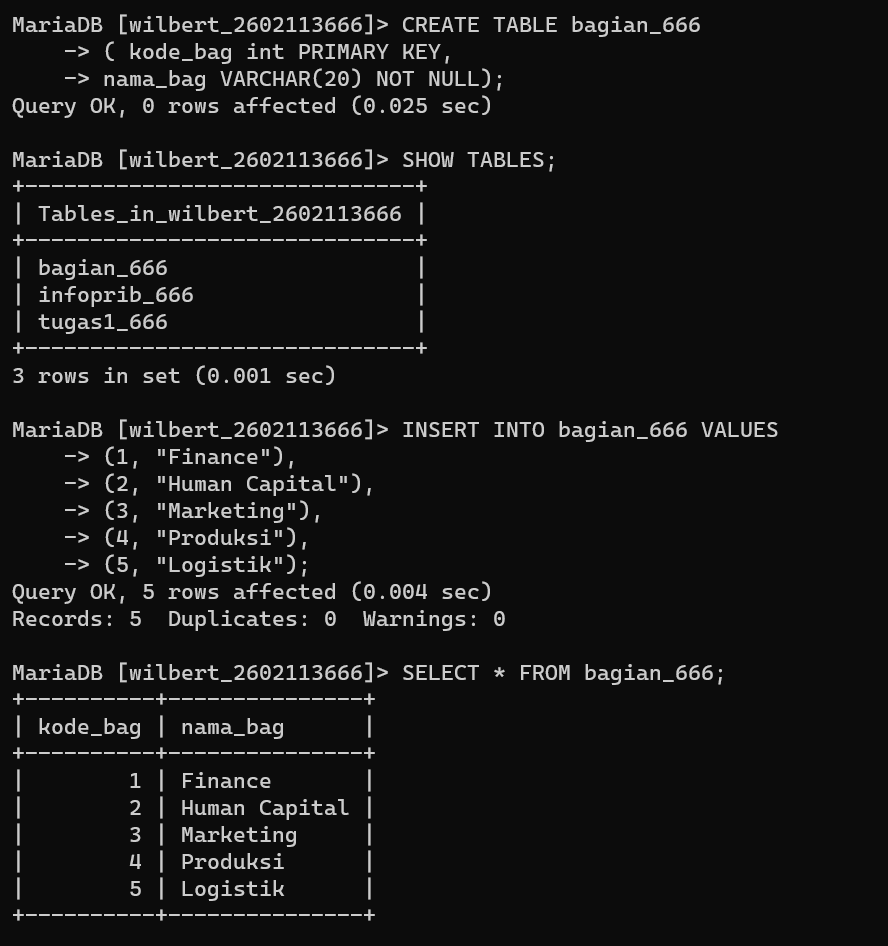 MariaDB [wilbert_2602113666]> CREATE TABLE bagian_666
    -> ( kode_bag int PRIMARY KEY,
    -> nama_bag VARCHAR(20) NOT NULL);
Query OK, 0 rows affected (0.025 sec)

MariaDB [wilbert_2602113666]> SHOW TABLES;
+------------------------------+
| Tables_in_wilbert_2602113666 |
+------------------------------+
| bagian_666                   |
| infoprib_666                 |
| tugas1_666                   |
+------------------------------+
3 rows in set (0.001 sec)

MariaDB [wilbert_2602113666]> INSERT INTO bagian_666 VALUES
    -> (1, "Finance"),
    -> (2, "Human Capital"),
    -> (3, "Marketing"),
    -> (4, "Produksi"),
    -> (5, "Logistik");
Query OK, 5 rows affected (0.004 sec)
Records: 5  Duplicates: 0  Warnings: 0

MariaDB [wilbert_2602113666]> SELECT * FROM bagian_666;
+----------+---------------+
| kode_bag | nama_bag      |
+----------+---------------+
|        1 | Finance       |
|        2 | Human Capital |
|        3 | Marketing     |
|        4 | Produksi      |
|        5 | Logistik      |
+----------+---------------+